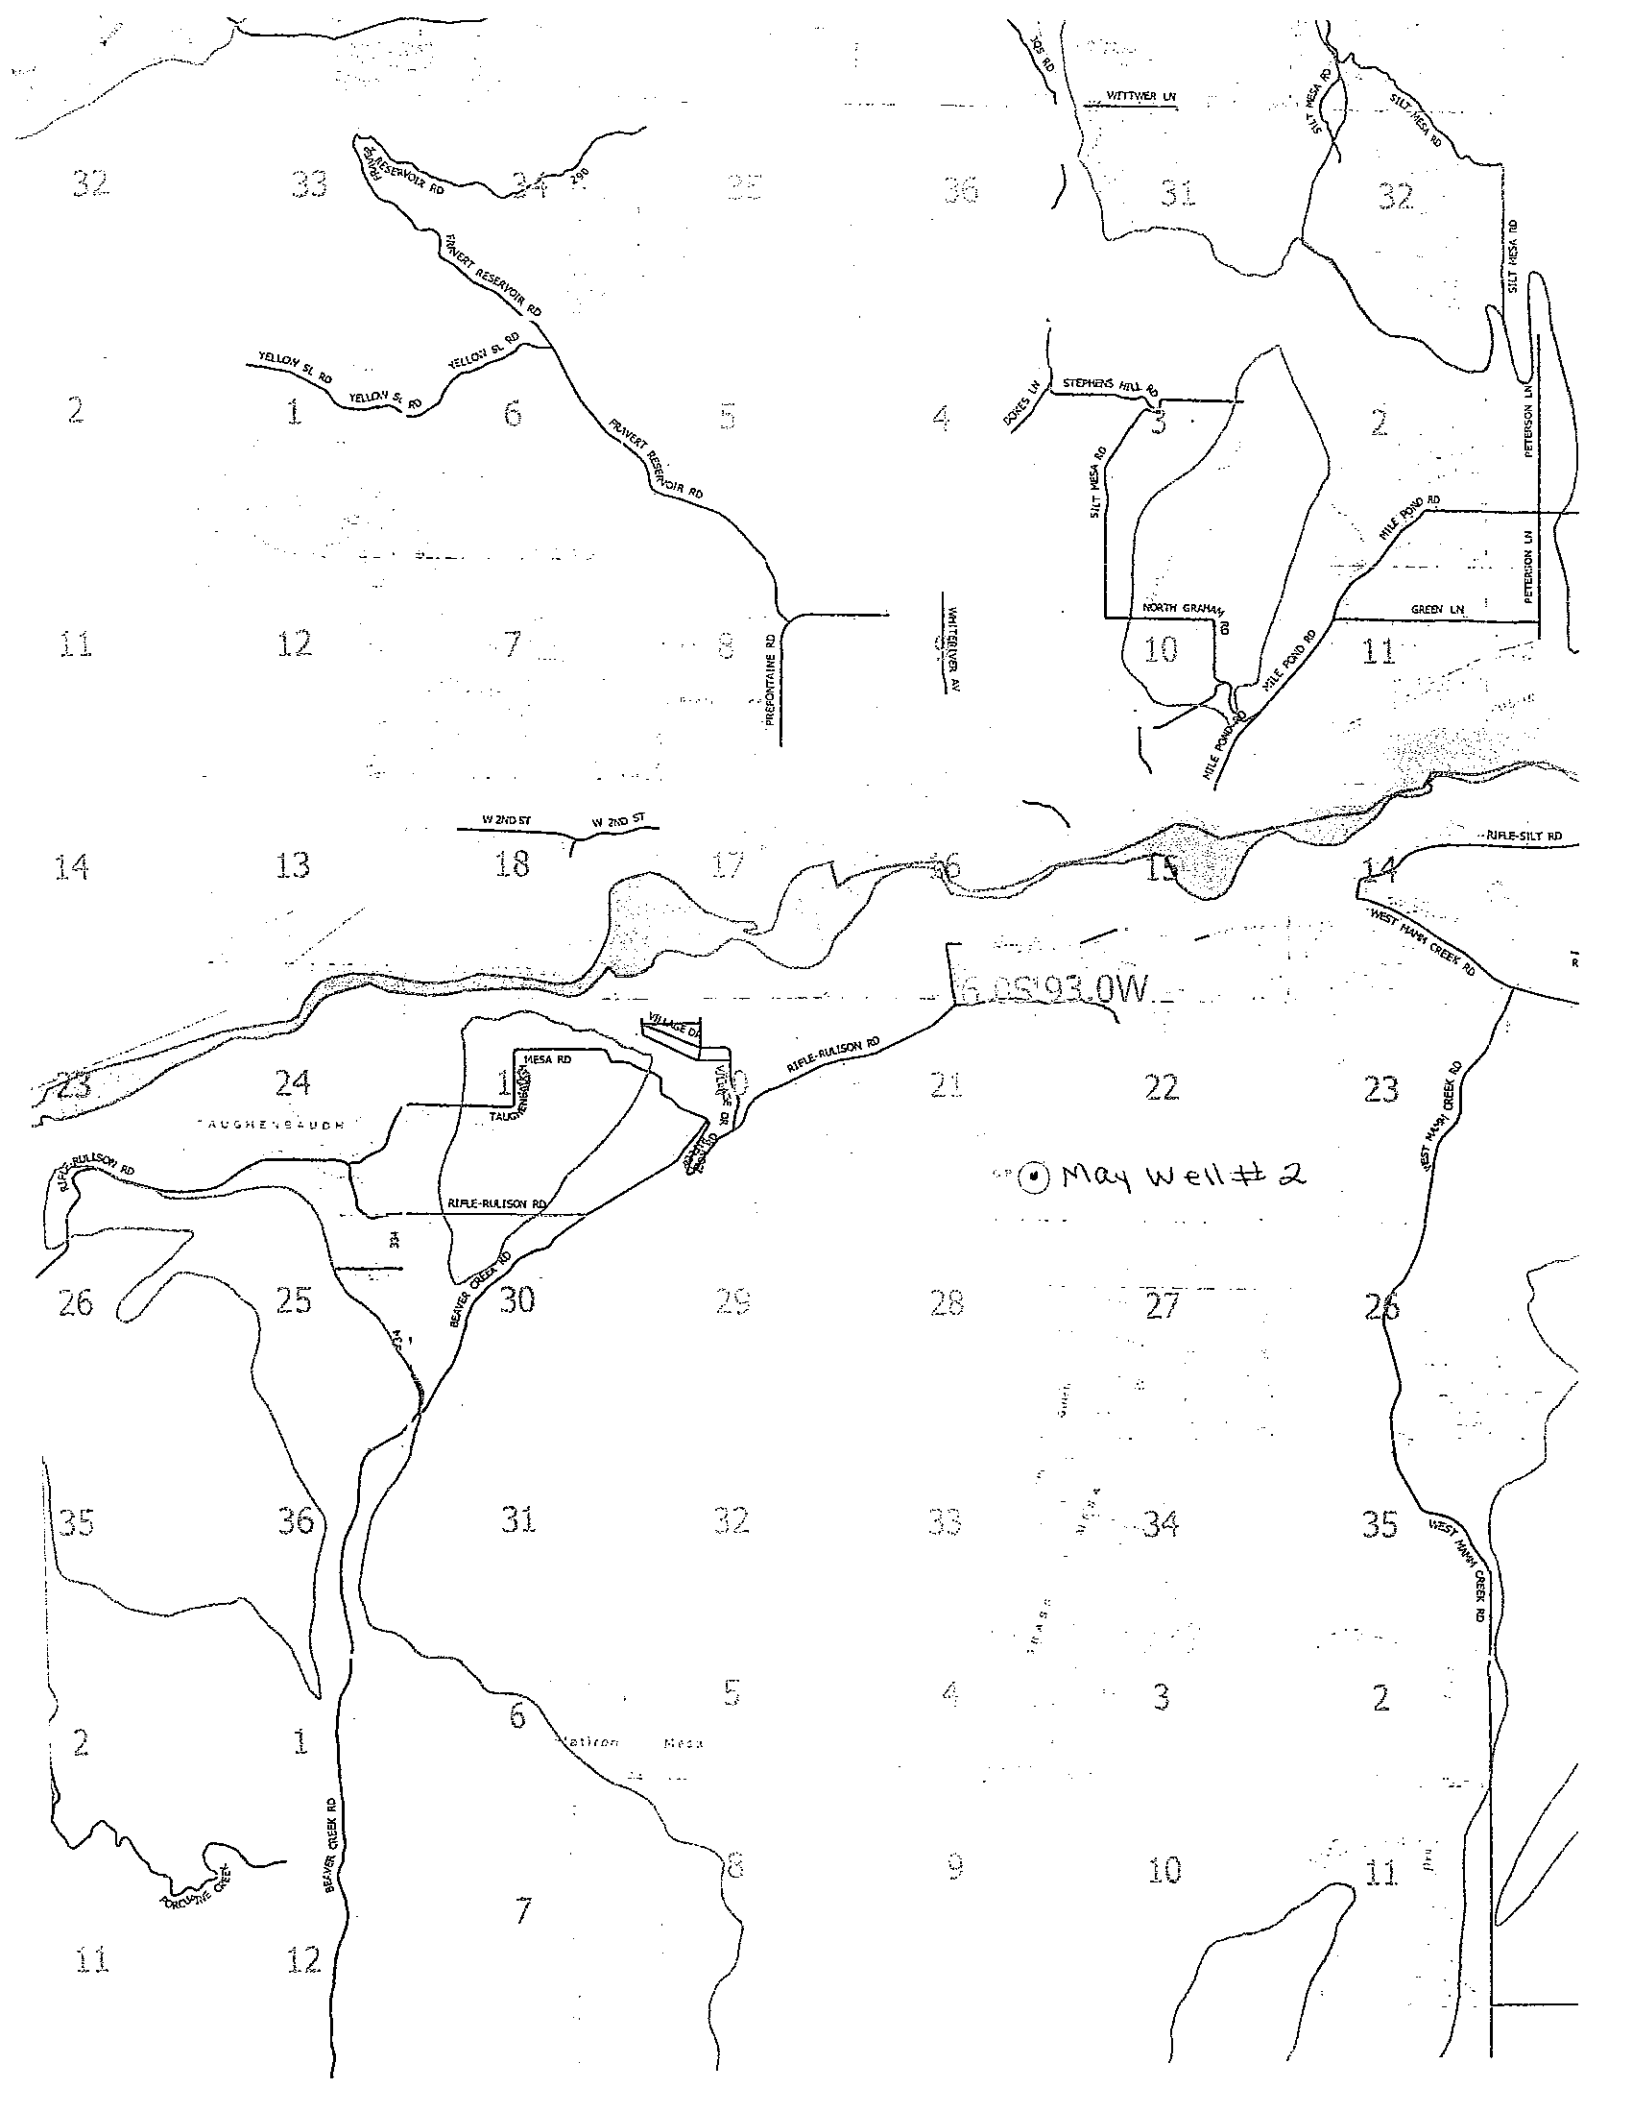 JQS RD
WITTWER LN
SILT MESA RD
SILT MESA RD
SILT MESA RD
32
33
34
36
31
32
RESERVOIR RD
290
SILT MESA RD
FRAVERT RESERVOIR RD
YELLOW SL RD
YELLOW SL RD
YELLOW SL RD
DOKES LN
STEPHENS HILL RD
2
1
6
5
4
3
2
PETERSON LN
FRAVERT RESERVOIR RD
SILT MESA RD
MILE POND RD
PETERSON LN
NORTH GRAHAM RD
GREEN LN
11
12
7
8
10
11
PREFONTAINE RD
WHITERIVER AV
MILE POND RD
MILE POND RD
W 2ND ST
W 2ND ST
RIFLE-SILT RD
14
13
18
17
16
15
14
WEST MAMM CREEK RD
R
6.0S 93.0W
VILLAGE DR
MESA RD
RIFLE-RULISON RD
23
24
21
22
23
VILLAGE DR
TAUGHENBAUGH
TAUGHENBAUGH
WEST MAMM CREEK RD
RIFLE-RULISON RD
May Well # 2
RIFLE-RULISON RD
334
BEAVER CREEK RD
26
25
30
29
28
27
26
334
35
36
31
32
33
34
35
WEST MAMM CREEK RD
2
1
6
5
4
3
2
Mesa
BEAVER CREEK RD
PORCUPINE CREEK
8
9
10
11
7
11
12